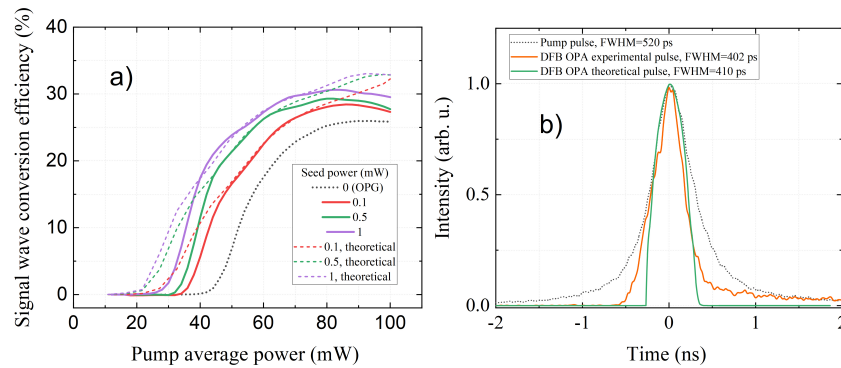 a)
Signal wave conversion efficiency (%)
40
35
30
25
20
15
10
5
0
0 20 40 60 80 100
Pump average power (mW)
Seed power (mW)
0 (OPG)
0.1
0.5
1
0.1, theoretical
0.5, theoretical
1, theoretical
b)
Pump pulse, FWHM=520 ps
DFB OPA experimental pulse, FWHM=402 ps
DFB OPA theoretical pulse, FWHM=410 ps
Intensity (arb. u.)
1.0
0.5
0.0
-2 -1 0 1 2
Time (ns)